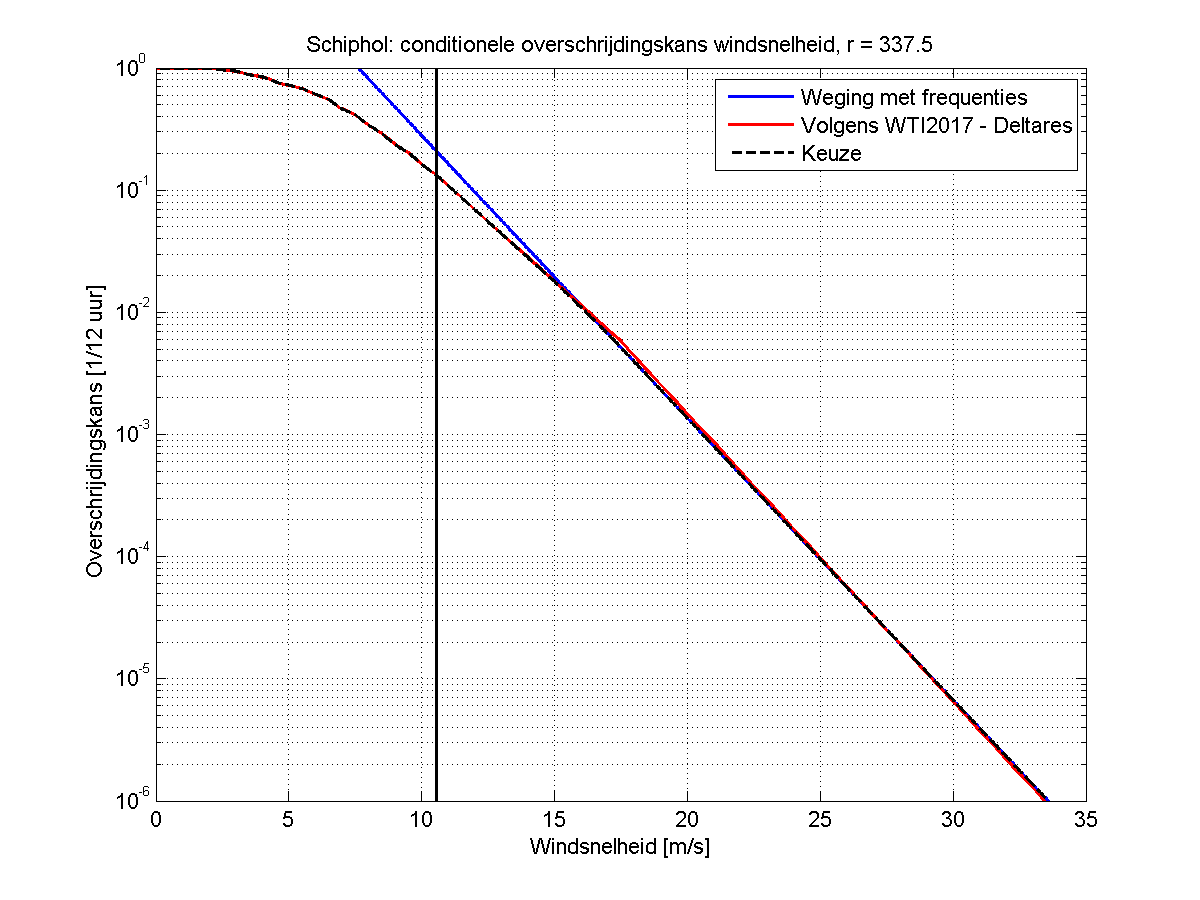 Schiphol: conditionele overschrijdingskans windsnelheid, r = 337.5
Weging met frequenties
Volgens WTI2017 - Deltares
Keuze
Overschrijdingskans [1/12 uur]
10^0
10^-1
10^-2
10^-3
10^-4
10^-5
10^-6
0 5 10 15 20 25 30 35
Windsnelheid [m/s]